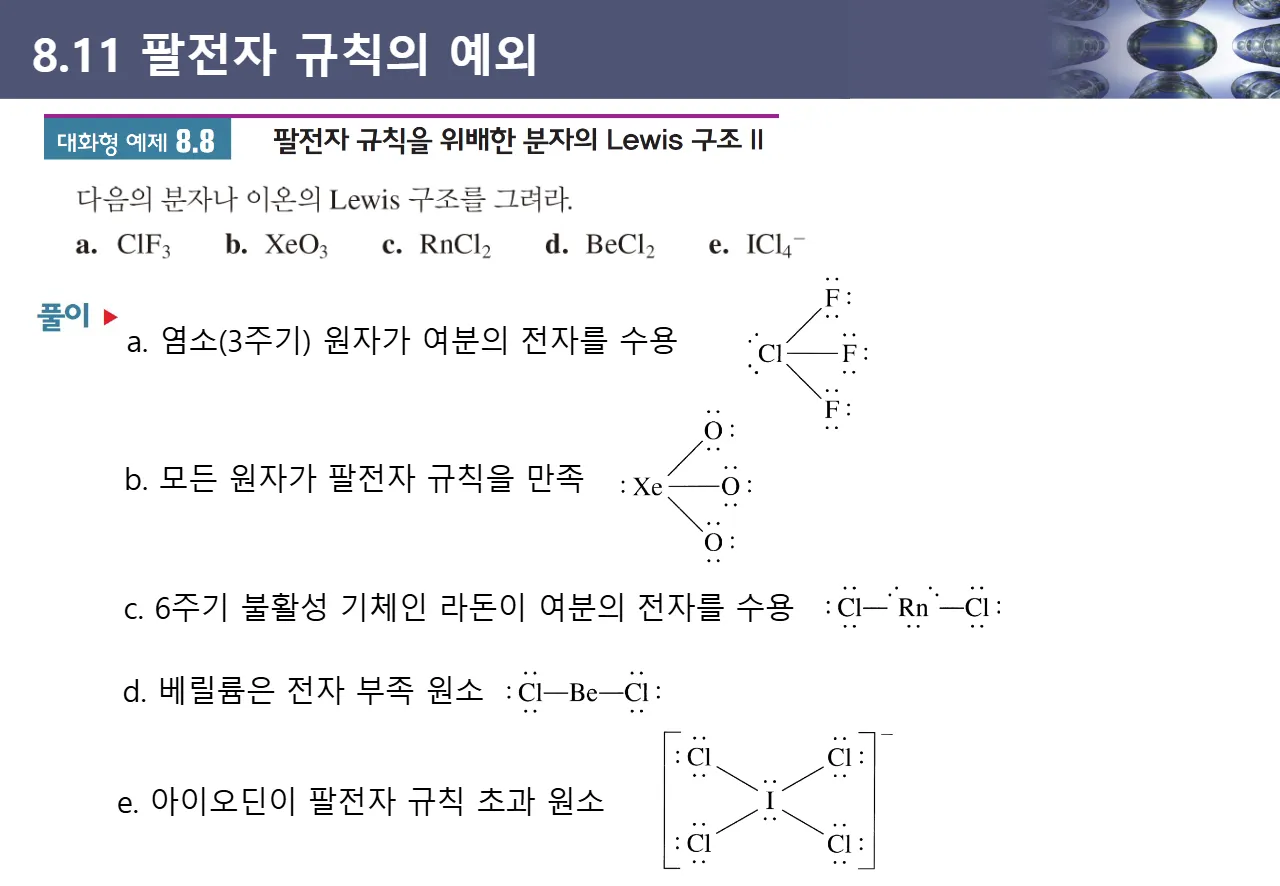 8.11 팔전자 규칙의 예외
대화형 예제 8.8 팔전자 규칙을 위배한 분자의 Lewis 구조 II
다음의 분자나 이온의 Lewis 구조를 그려라.
a. ClF₃ b. XeO₃ c. RnCl₂ d. BeCl₂ e. ICl₄⁻
풀이 ▶
a. 염소(3주기) 원자가 여분의 전자를 수용
F
Cl F
F
b. 모든 원자가 팔전자 규칙을 만족
O
Xe O
O
c. 6주기 불활성 기체인 라돈이 여분의 전자를 수용 Cl—Rn—Cl
d. 베릴륨은 전자 부족 원소 Cl—Be—Cl
e. 아이오딘이 팔전자 규칙 초과 원소
Cl Cl −
I
Cl Cl